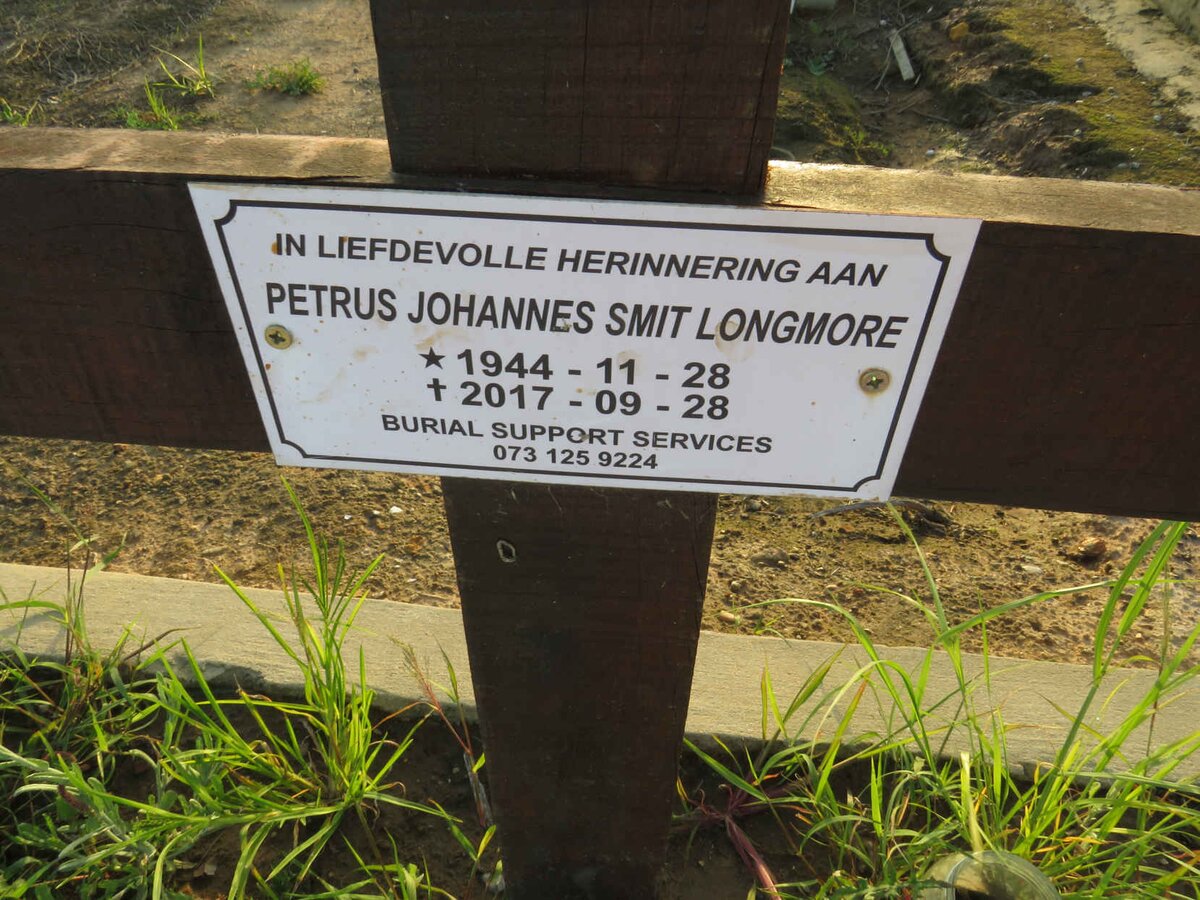 IN LIEFDEVOLLE HERINNERING AAN
PETRUS JOHANNES SMIT LONGMORE
★ 1944 - 11 - 28
✝ 2017 - 09 - 28
BURIAL SUPPORT SERVICES
073 125 9224